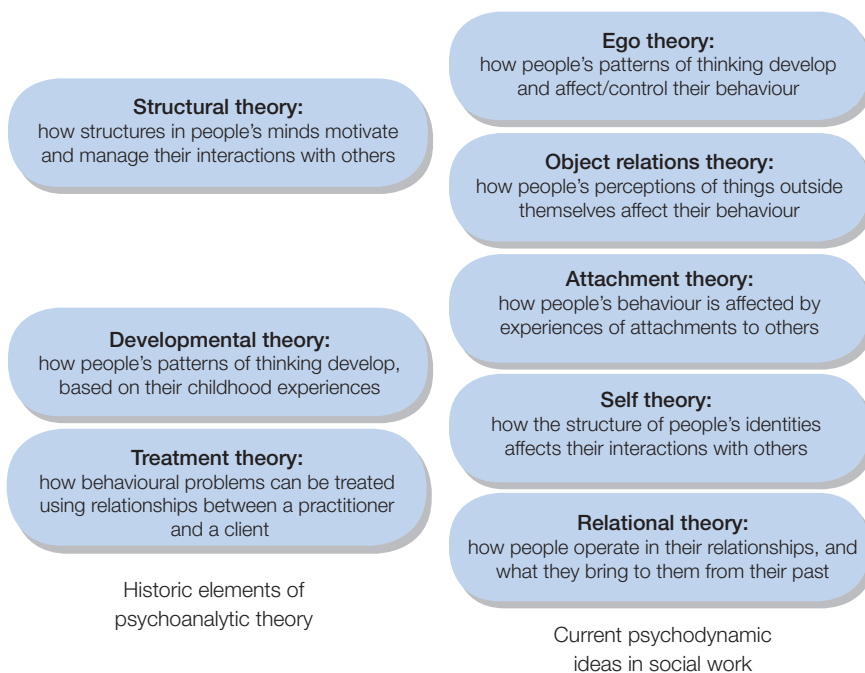 Structural theory:
how structures in people’s minds motivate
and manage their interactions with others
Developmental theory:
how people’s patterns of thinking develop,
based on their childhood experiences
Treatment theory:
how behavioural problems can be treated
using relationships between a practitioner
and a client
Historic elements of
psychoanalytic theory
Ego theory:
how people’s patterns of thinking develop
and affect/control their behaviour
Object relations theory:
how people’s perceptions of things outside
themselves affect their behaviour
Attachment theory:
how people’s behaviour is affected by
experiences of attachments to others
Self theory:
how the structure of people’s identities
affects their interactions with others
Relational theory:
how people operate in their relationships, and
what they bring to them from their past
Current psychodynamic
ideas in social work